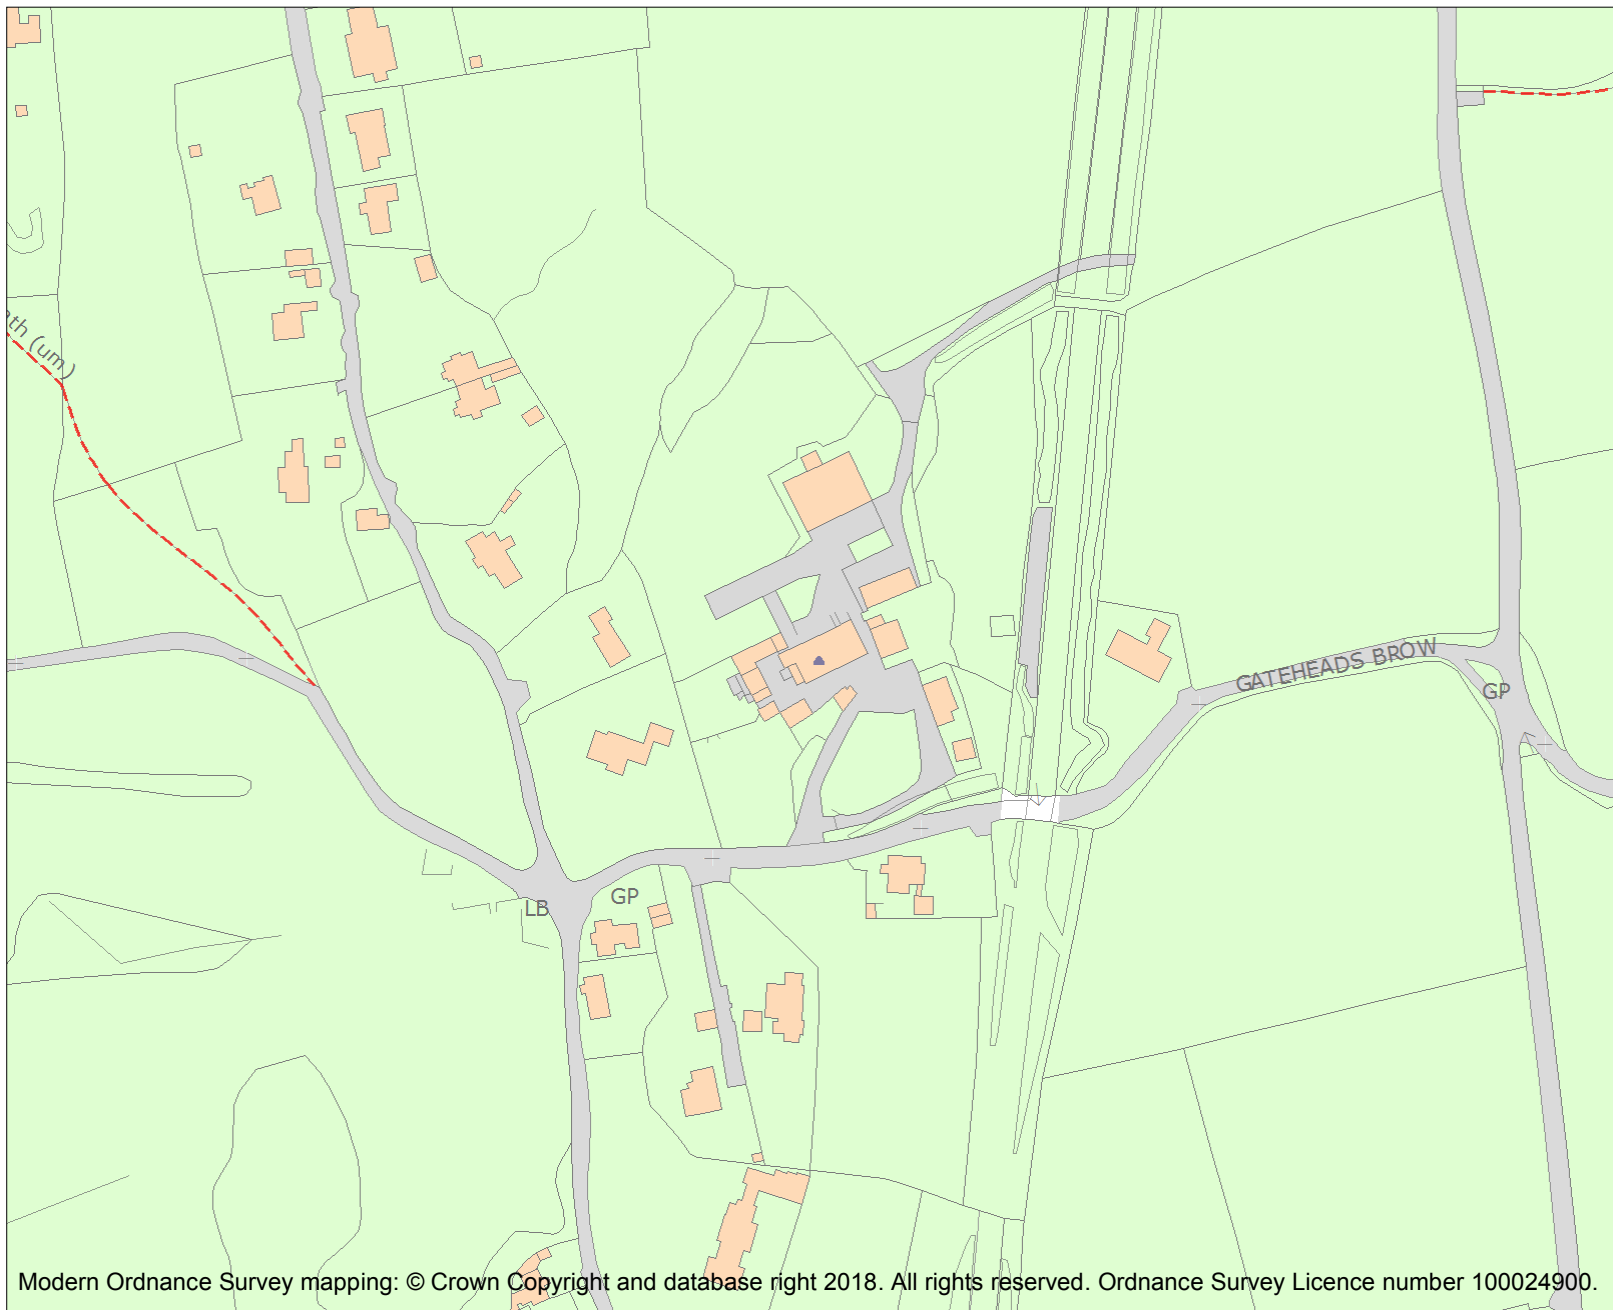 ath (um)
GATEHEADS BROW
GP
GP
LB
Modern Ordnance Survey mapping: © Crown Copyright and database right 2018. All rights reserved. Ordnance Survey Licence number 100024900.